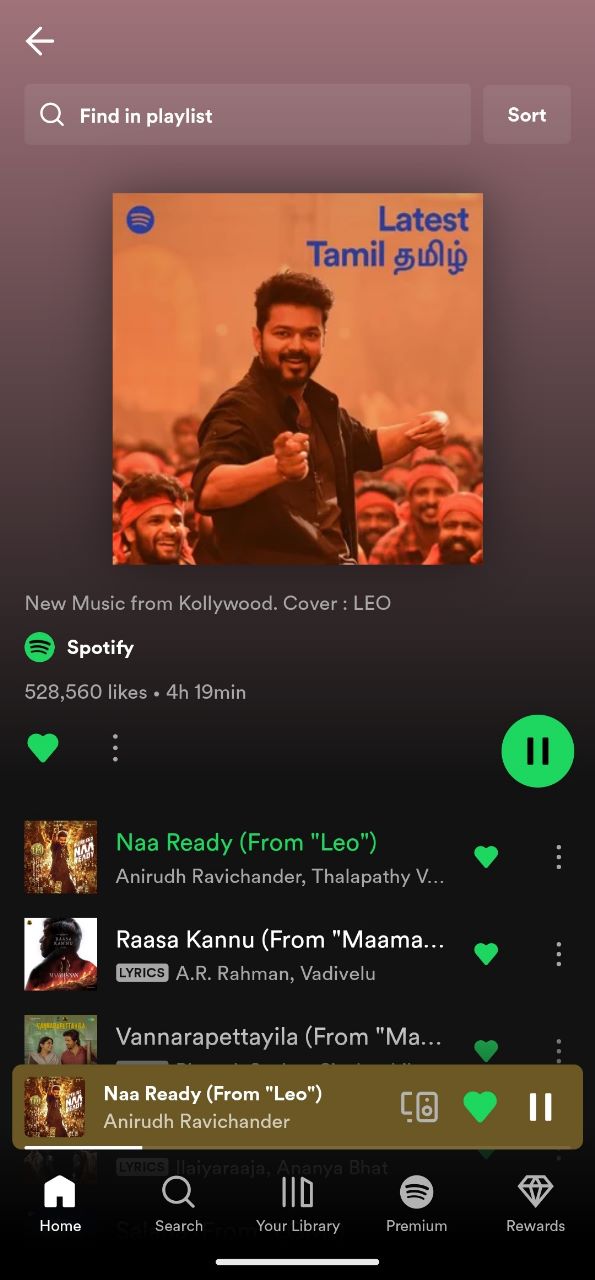 Find in playlist
Sort
Latest
Tamil தமிழ்
New Music from Kollywood. Cover : LEO
Spotify
528,560 likes • 4h 19min
Naa Ready (From "Leo")
Anirudh Ravichander, Thalapathy V...
Raasa Kannu (From "Maama...
LYRICS A.R. Rahman, Vadivelu
Vannarapettayila (From "Ma...
Naa Ready (From "Leo")
Anirudh Ravichander
LYRICS Ilaiyaraaja, Ananya Bhat
Home
Search
Your Library
Premium
Rewards